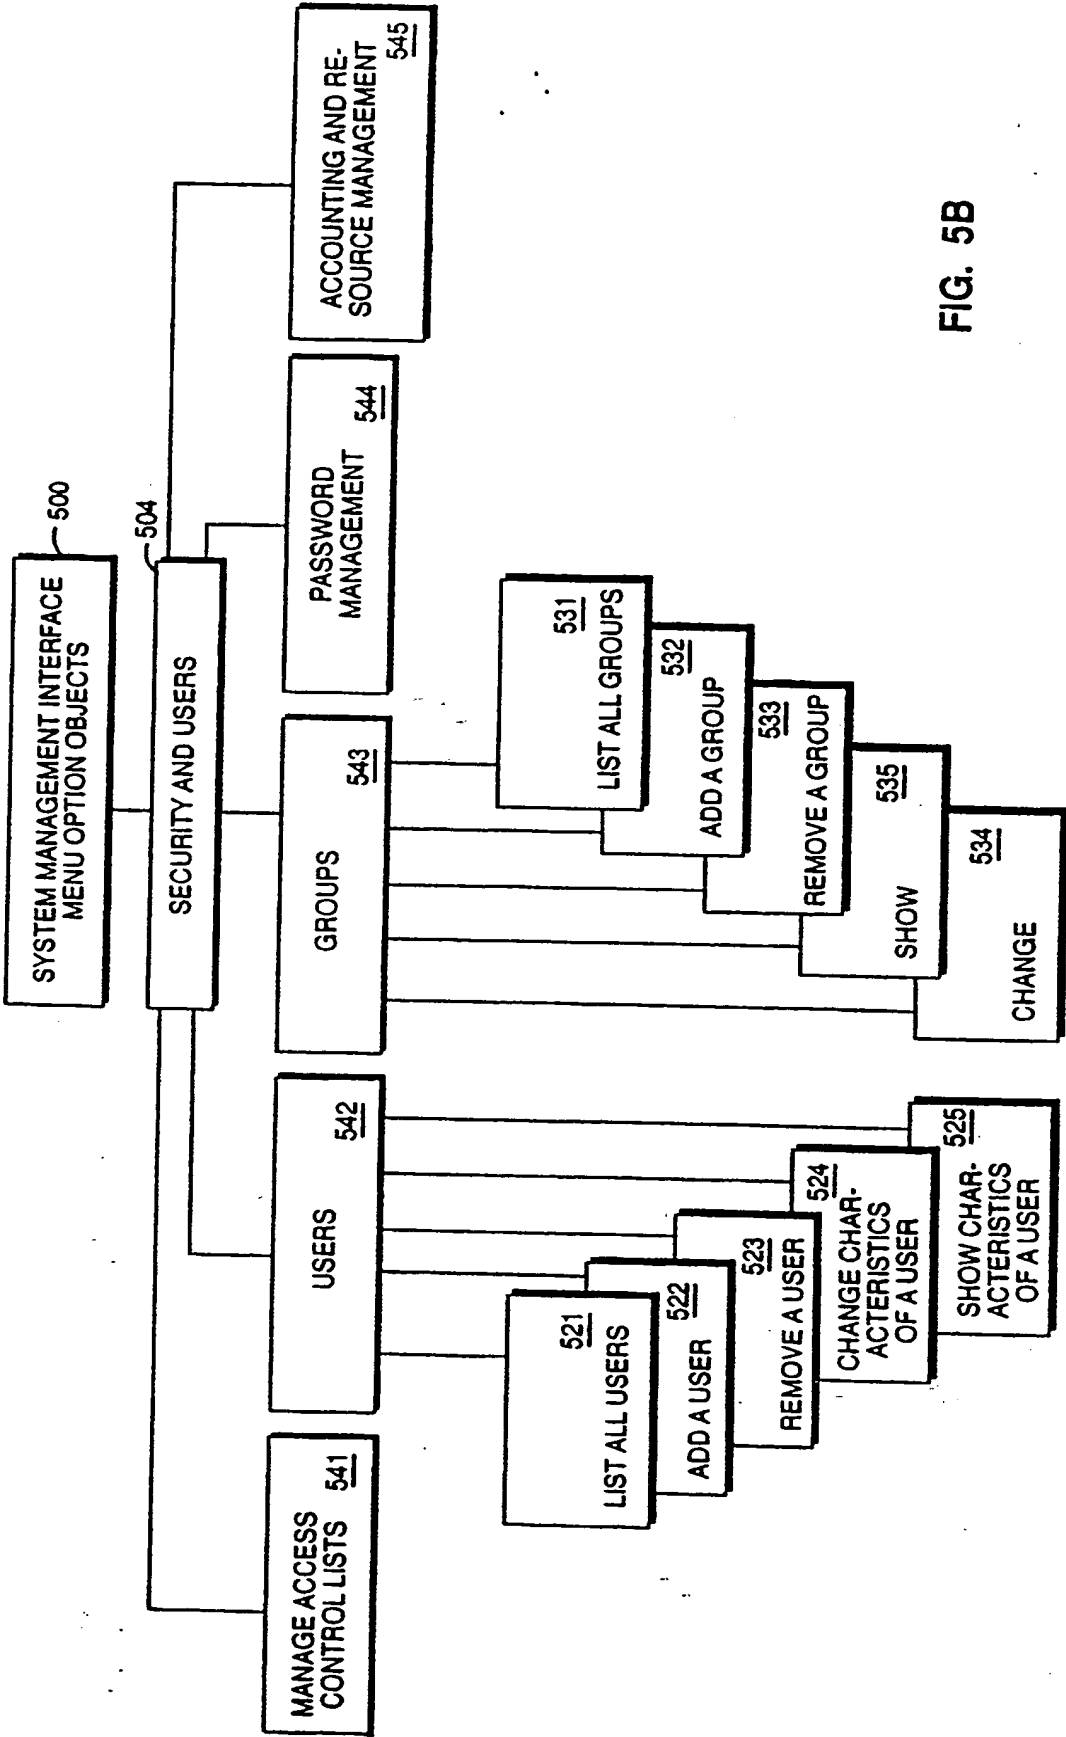 SYSTEM MANAGEMENT INTERFACE
MENU OPTION OBJECTS
500
SECURITY AND USERS
504
MANAGE ACCESS
CONTROL LISTS 541
USERS
542
GROUPS
543
PASSWORD
MANAGEMENT
544
ACCOUNTING AND RE-
SOURCE MANAGEMENT
545
521
LIST ALL USERS
522
ADD A USER
523
REMOVE A USER
524
CHANGE CHAR-
ACTERISTICS
OF A USER
525
SHOW CHAR-
ACTERISTICS
OF A USER
531
LIST ALL GROUPS
532
ADD A GROUP
533
REMOVE A GROUP
535
SHOW
534
CHANGE
FIG. 5B